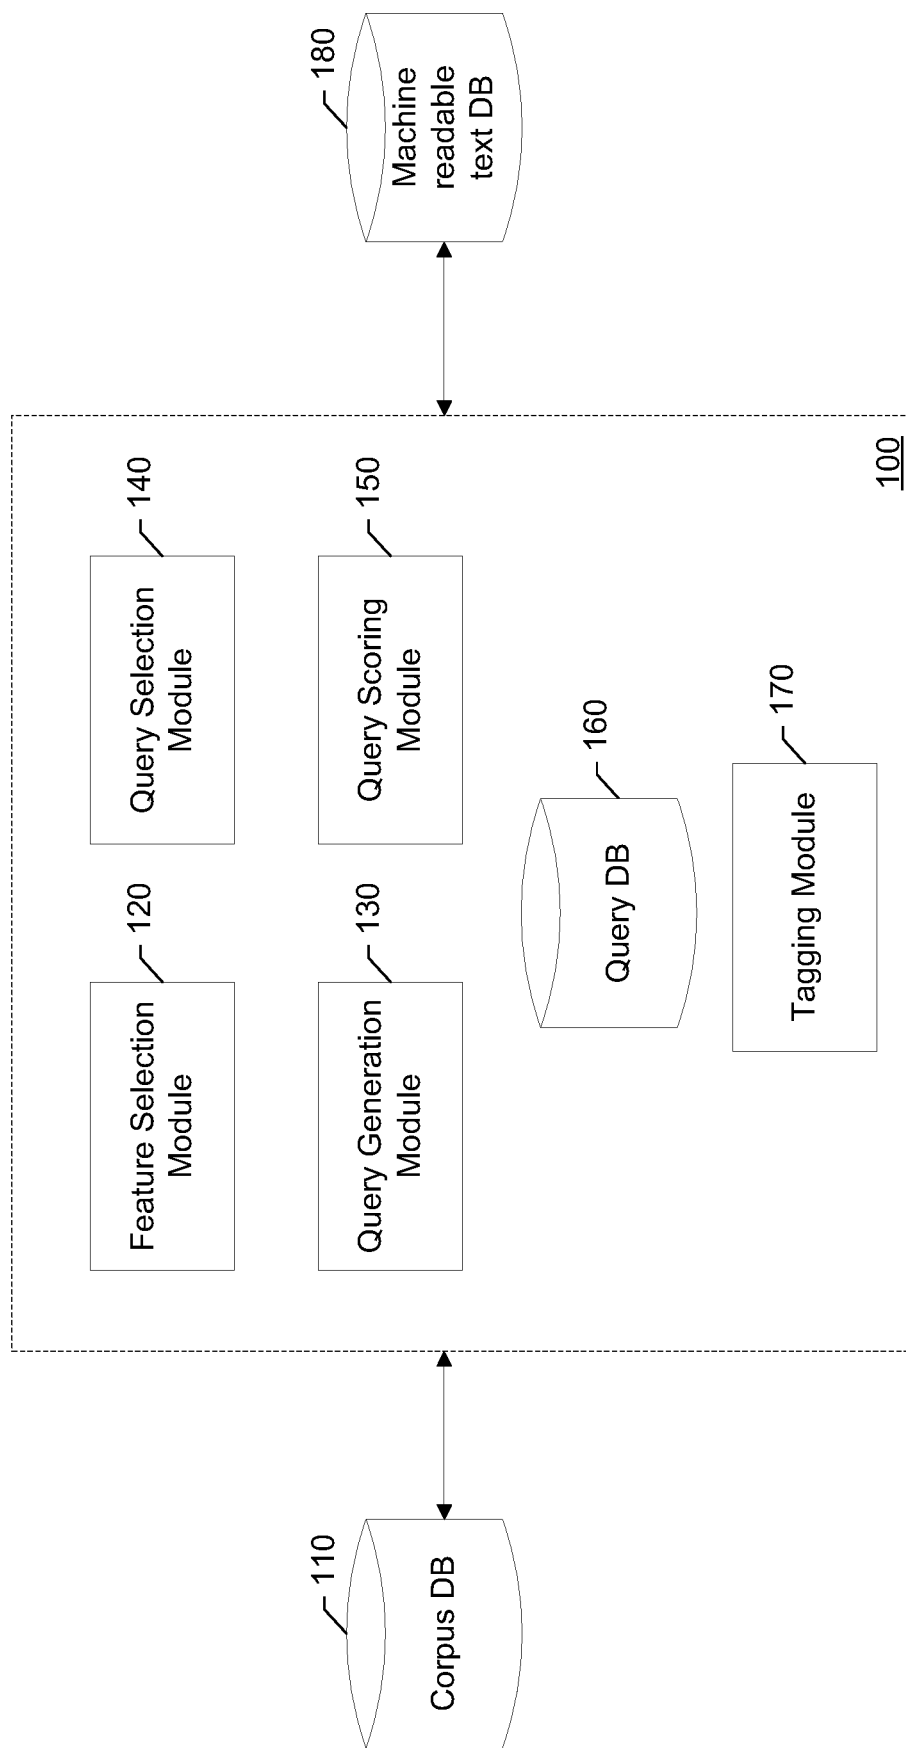 110
Corpus DB
120
Feature Selection
Module
140
Query Selection
Module
130
Query Generation
Module
150
Query Scoring
Module
160
Query DB
170
Tagging Module
100
180
Machine
readable
text DB